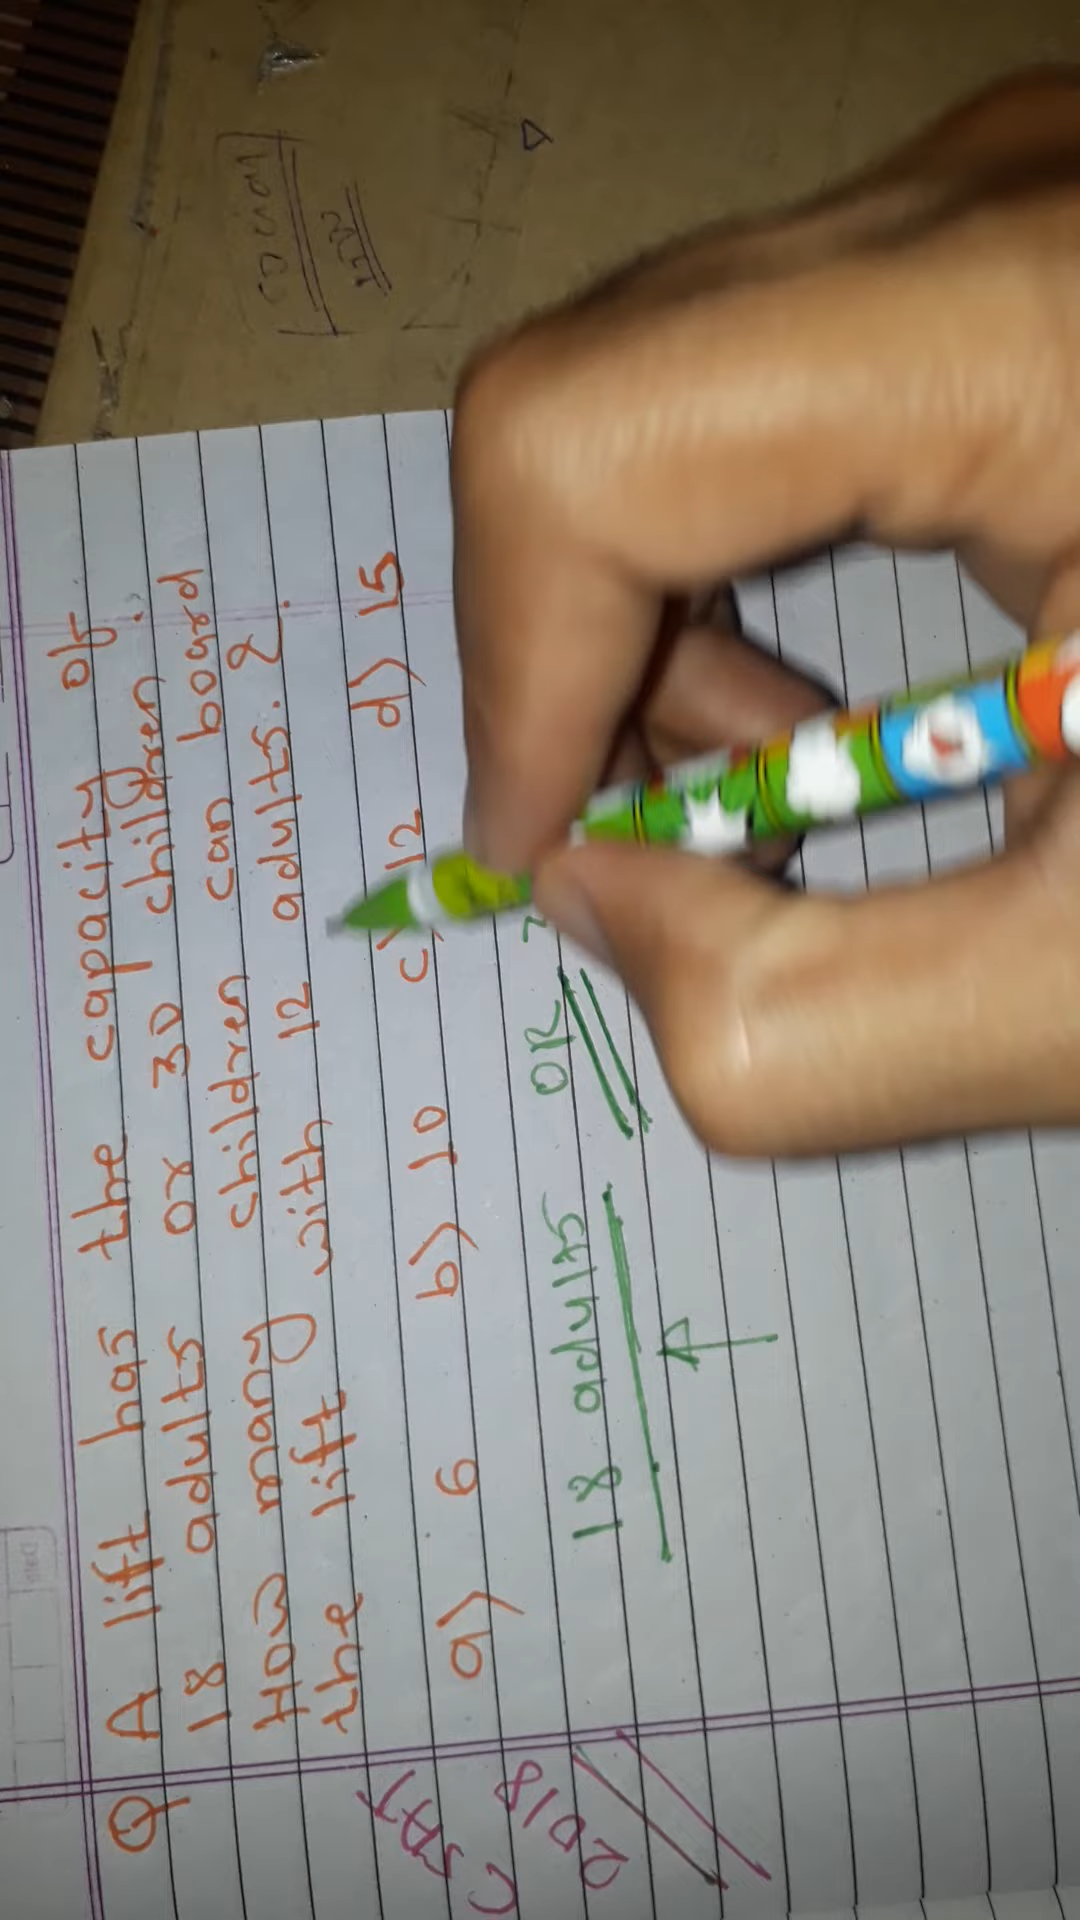 Q A lift has the capacity of
18 adults or 30 children.
How many children can board
the lift with 12 adults. ?
a) 6 b) 10 c) 12 d) 15
18 adults OR
CSAT
2018